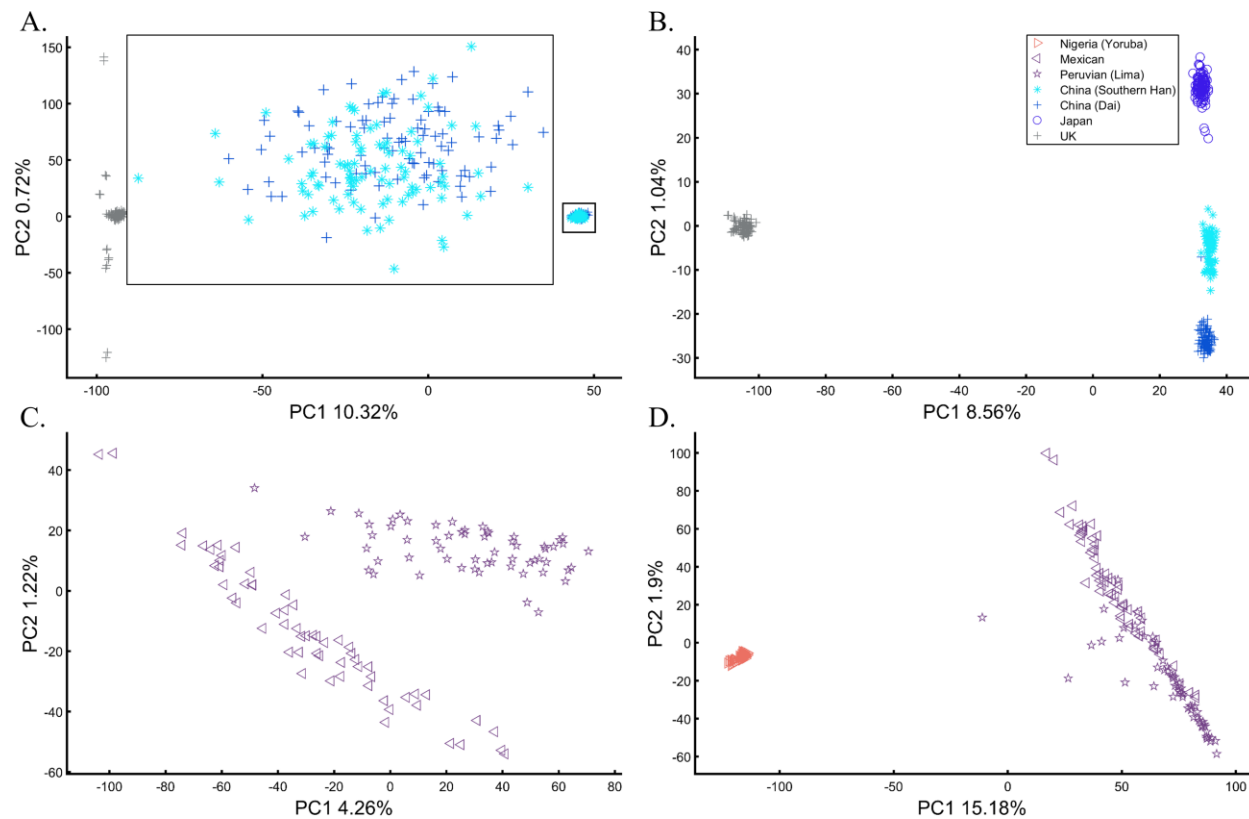 A.
150
100
50
0
-50
-100
PC2 0.72%
-100
-50
0
50
PC1 10.32%
B.
40
30
20
10
0
-10
-20
-30
PC2 1.04%
Nigeria (Yoruba)
Mexican
Peruvian (Lima)
China (Southern Han)
China (Dai)
Japan
UK
-100
-80
-60
-40
-20
0
20
40
PC1 8.56%
C.
40
20
0
-20
-40
-60
PC2 1.22%
-100
-80
-60
-40
-20
0
20
40
60
80
PC1 4.26%
D.
100
80
60
40
20
0
-20
-40
-60
PC2 1.9%
-100
-50
0
50
100
PC1 15.18%